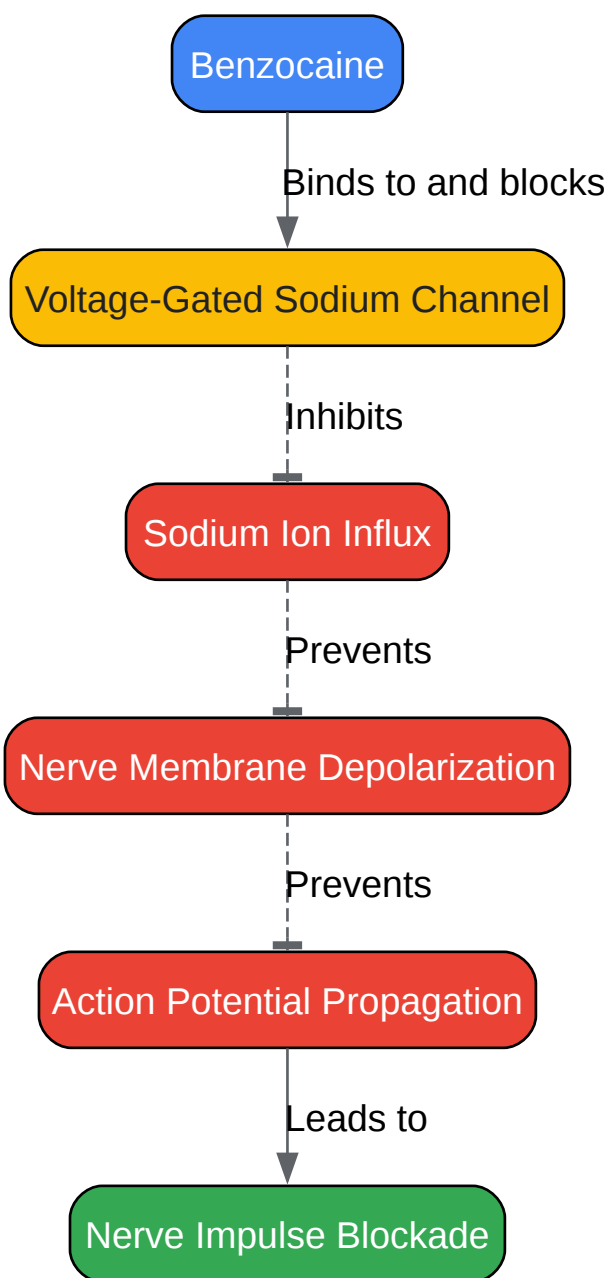 Benzocaine
Binds to and blocks
Voltage-Gated Sodium Channel
Inhibits
Sodium Ion Influx
Prevents
Nerve Membrane Depolarization
Prevents
Action Potential Propagation
Leads to
Nerve Impulse Blockade